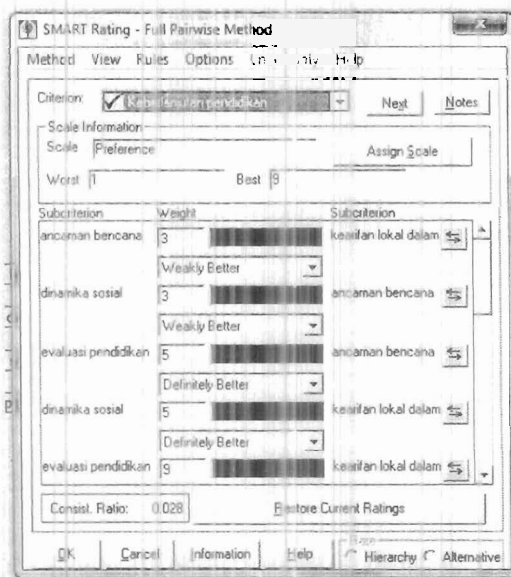 SMART Rating - Full Pairwise Method
Method View Rules Options Help
Criterion: pendidikan Next Notes
Scale Information
Scale Preference Assign Scale
Worst 1 Best 9
Subcriterion Weight Subcriterion
ancaman bencana 3 kearifan lokal dalam
Weakly Better
dinamika sosial 3 ancaman bencana
Weakly Better
evaluasi pendidikan 5 ancaman bencana
Definitely Better
dinamika sosial 5 kearifan lokal dalam
Definitely Better
evaluasi pendidikan 9 kearifan lokal dalam
Consist. Ratio: 0.028 Restore Current Ratings
OK Cancel Information Help Hierarchy Alternative